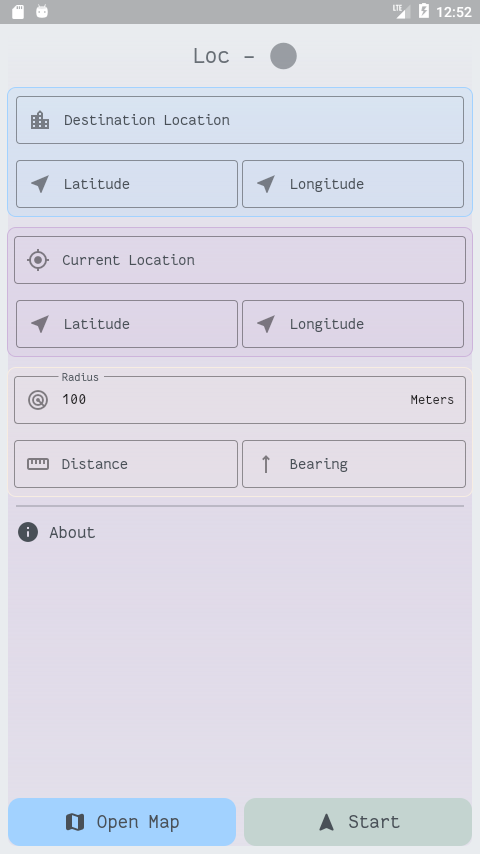 LTE 12:52
Loc -
Destination Location
Latitude Longitude
Current Location
Latitude Longitude
Radius
100 Meters
Distance Bearing
About
Open Map Start